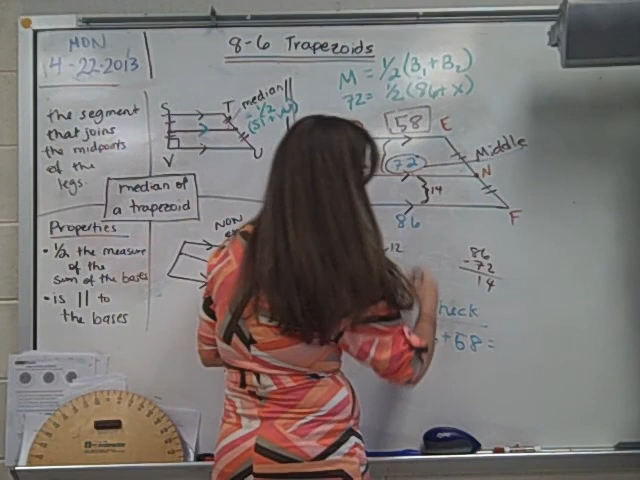 MON
4-22-2013
8-6 Trapezoids
M = 1/2 (B1 + B2)
72 = 1/2 (86 + x)
the segment
that joins
the midpoints
of the
legs.
S
T
V
U
median ||
= 1/2
median of
a trapezoid
Properties
• 1/2 the measure
of the
sum of the bases
• is || to
the bases
NON
58
E
72
Middle
N
14
86
F
12
86
- 72
14
heck
+ 58 =